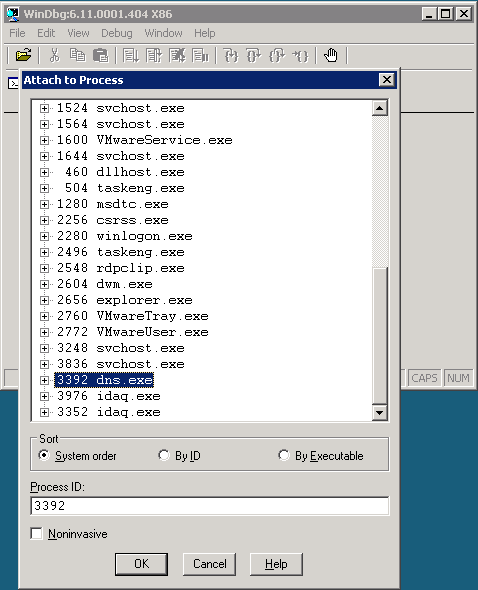 WinDbg:6.11.0001.404 X86
File Edit View Debug Window Help
Attach to Process
1524 svchost.exe
1564 svchost.exe
1600 VMwareService.exe
1644 svchost.exe
460 dllhost.exe
504 taskeng.exe
1280 msdtc.exe
2256 csrss.exe
2280 winlogon.exe
2496 taskeng.exe
2548 rdpclip.exe
2604 dwm.exe
2656 explorer.exe
2760 VMwareTray.exe
2772 VMwareUser.exe
3248 svchost.exe
3836 svchost.exe
3392 dns.exe
3976 idaq.exe
3352 idaq.exe
CAPS NUM
Sort
System order By ID By Executable
Process ID:
3392
Noninvasive
OK Cancel Help